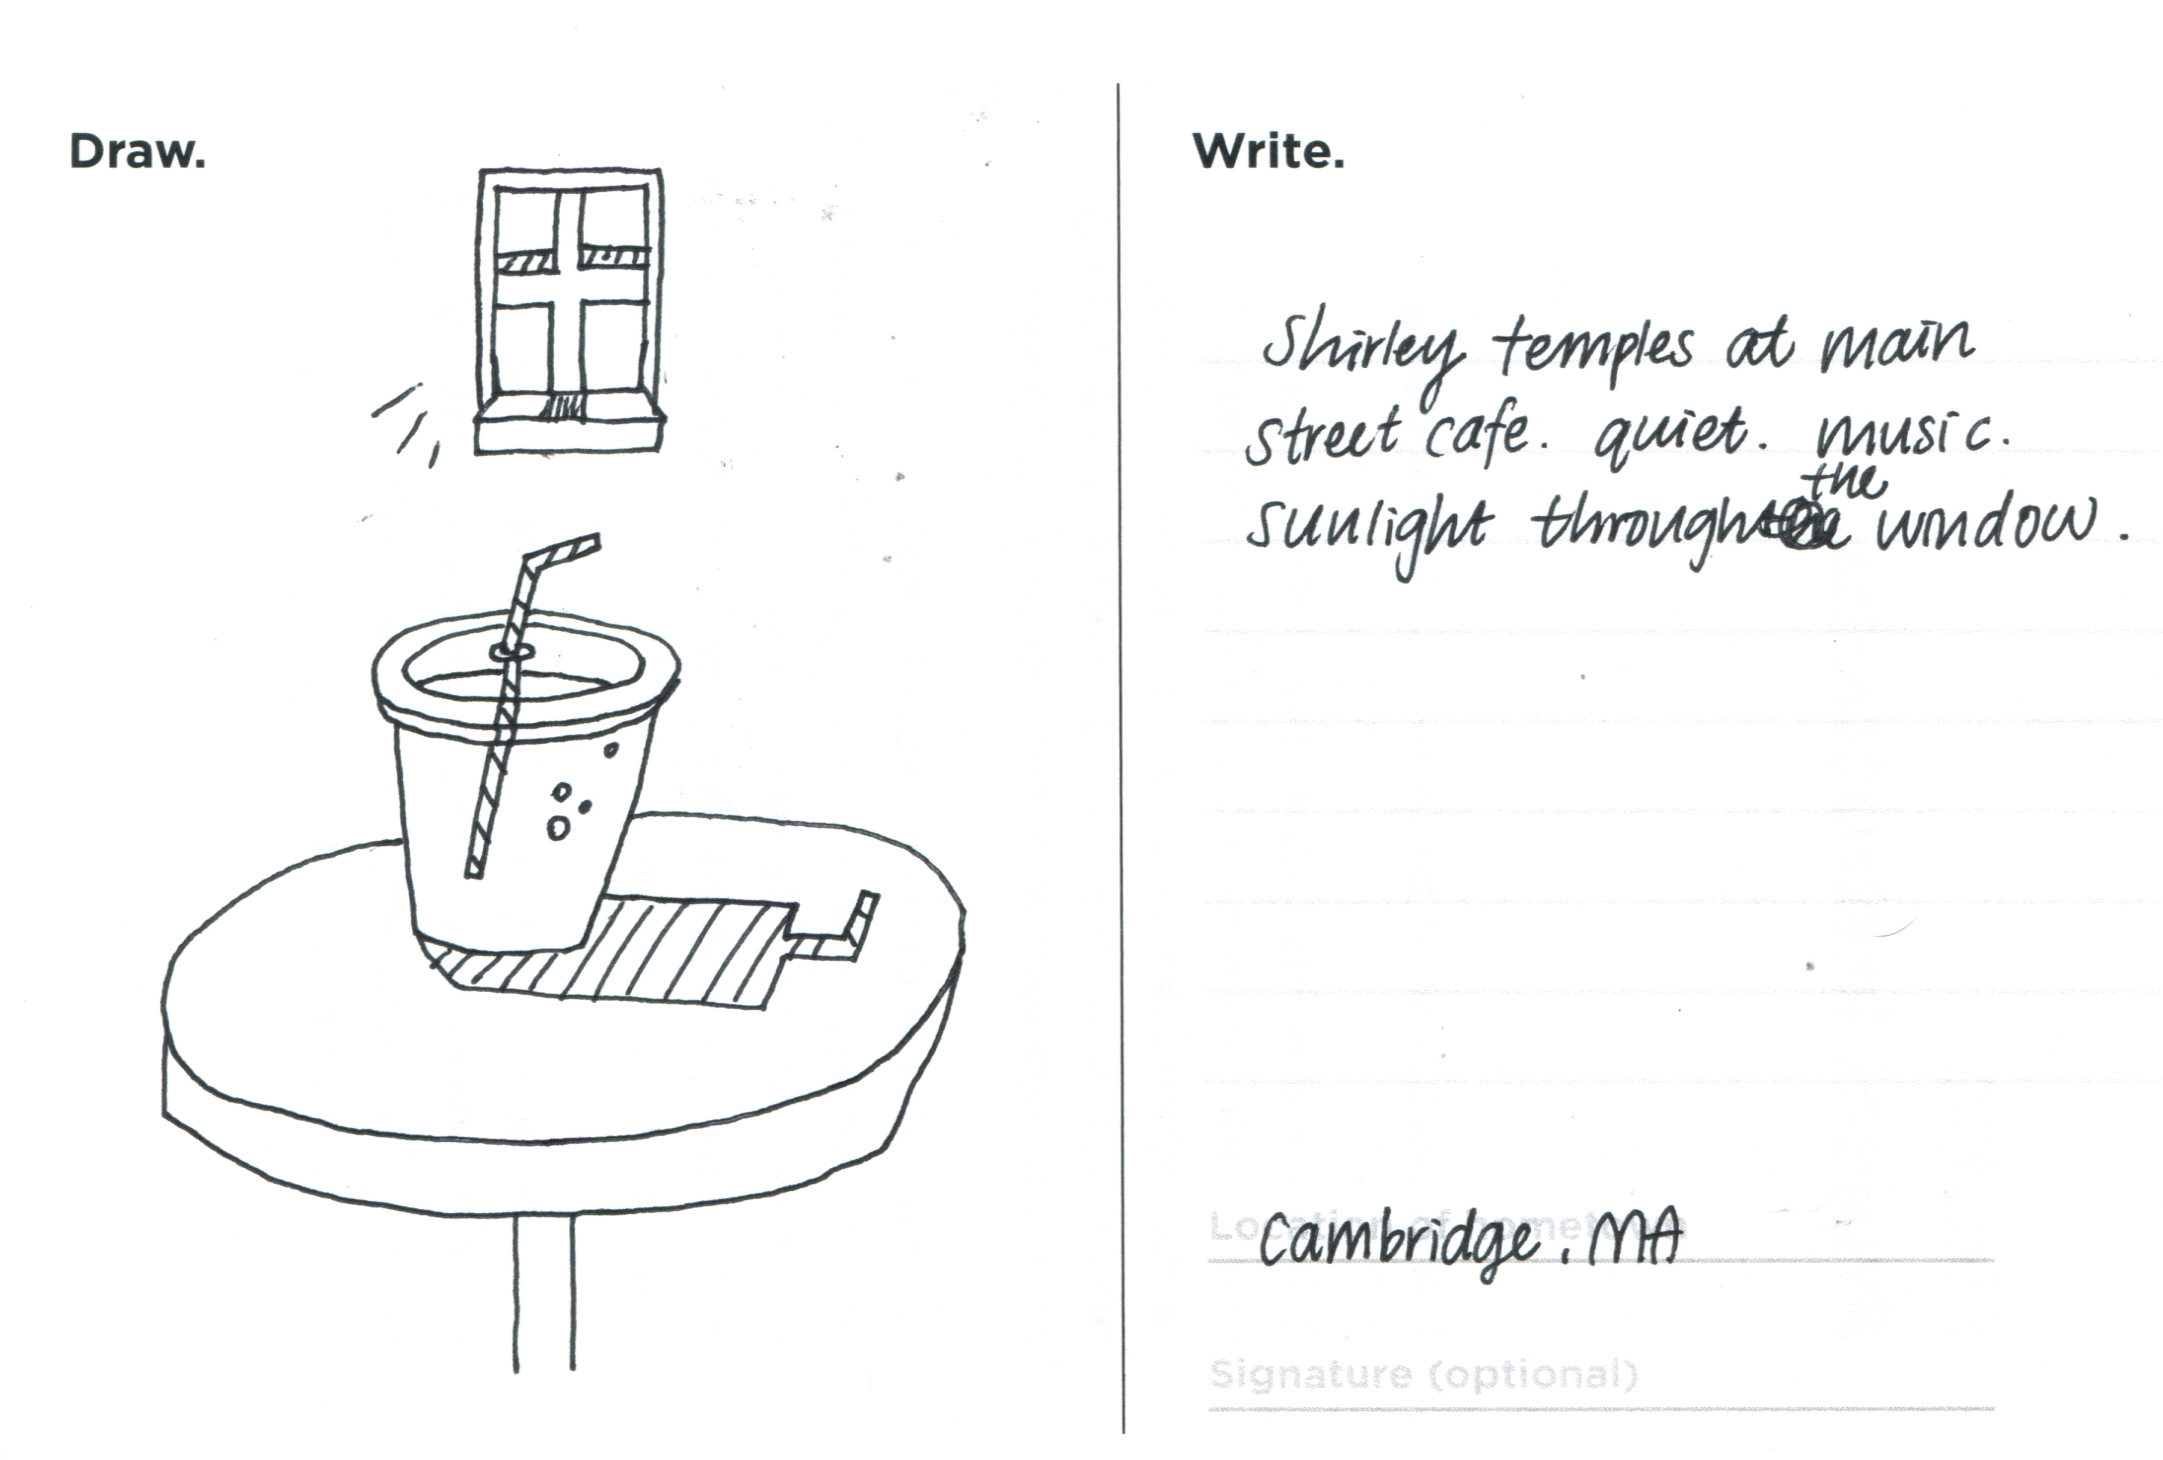 Draw.
Write.
Shirley temples at main
street cafe. quiet. music.
sunlight through the window.
Location of hometown
Cambridge, MA
Signature (optional)